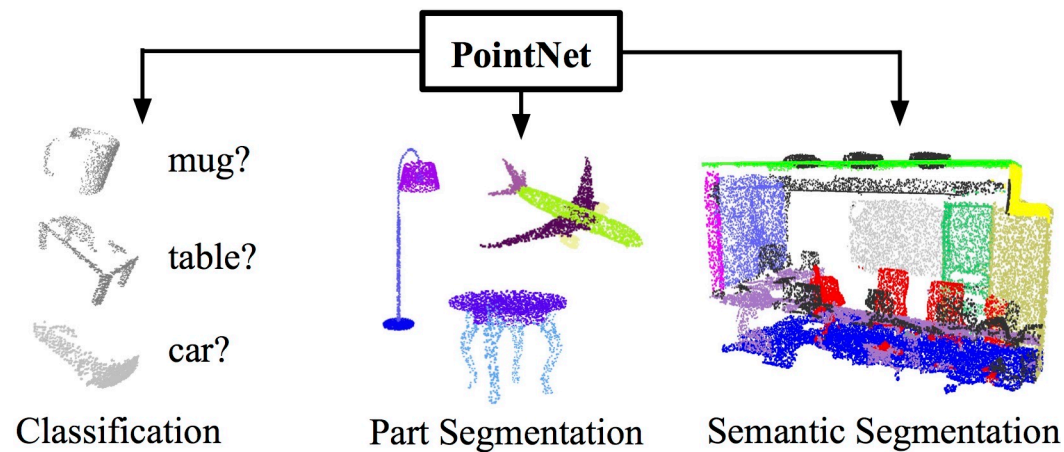 PointNet
mug?
table?
car?
Classification
Part Segmentation
Semantic Segmentation